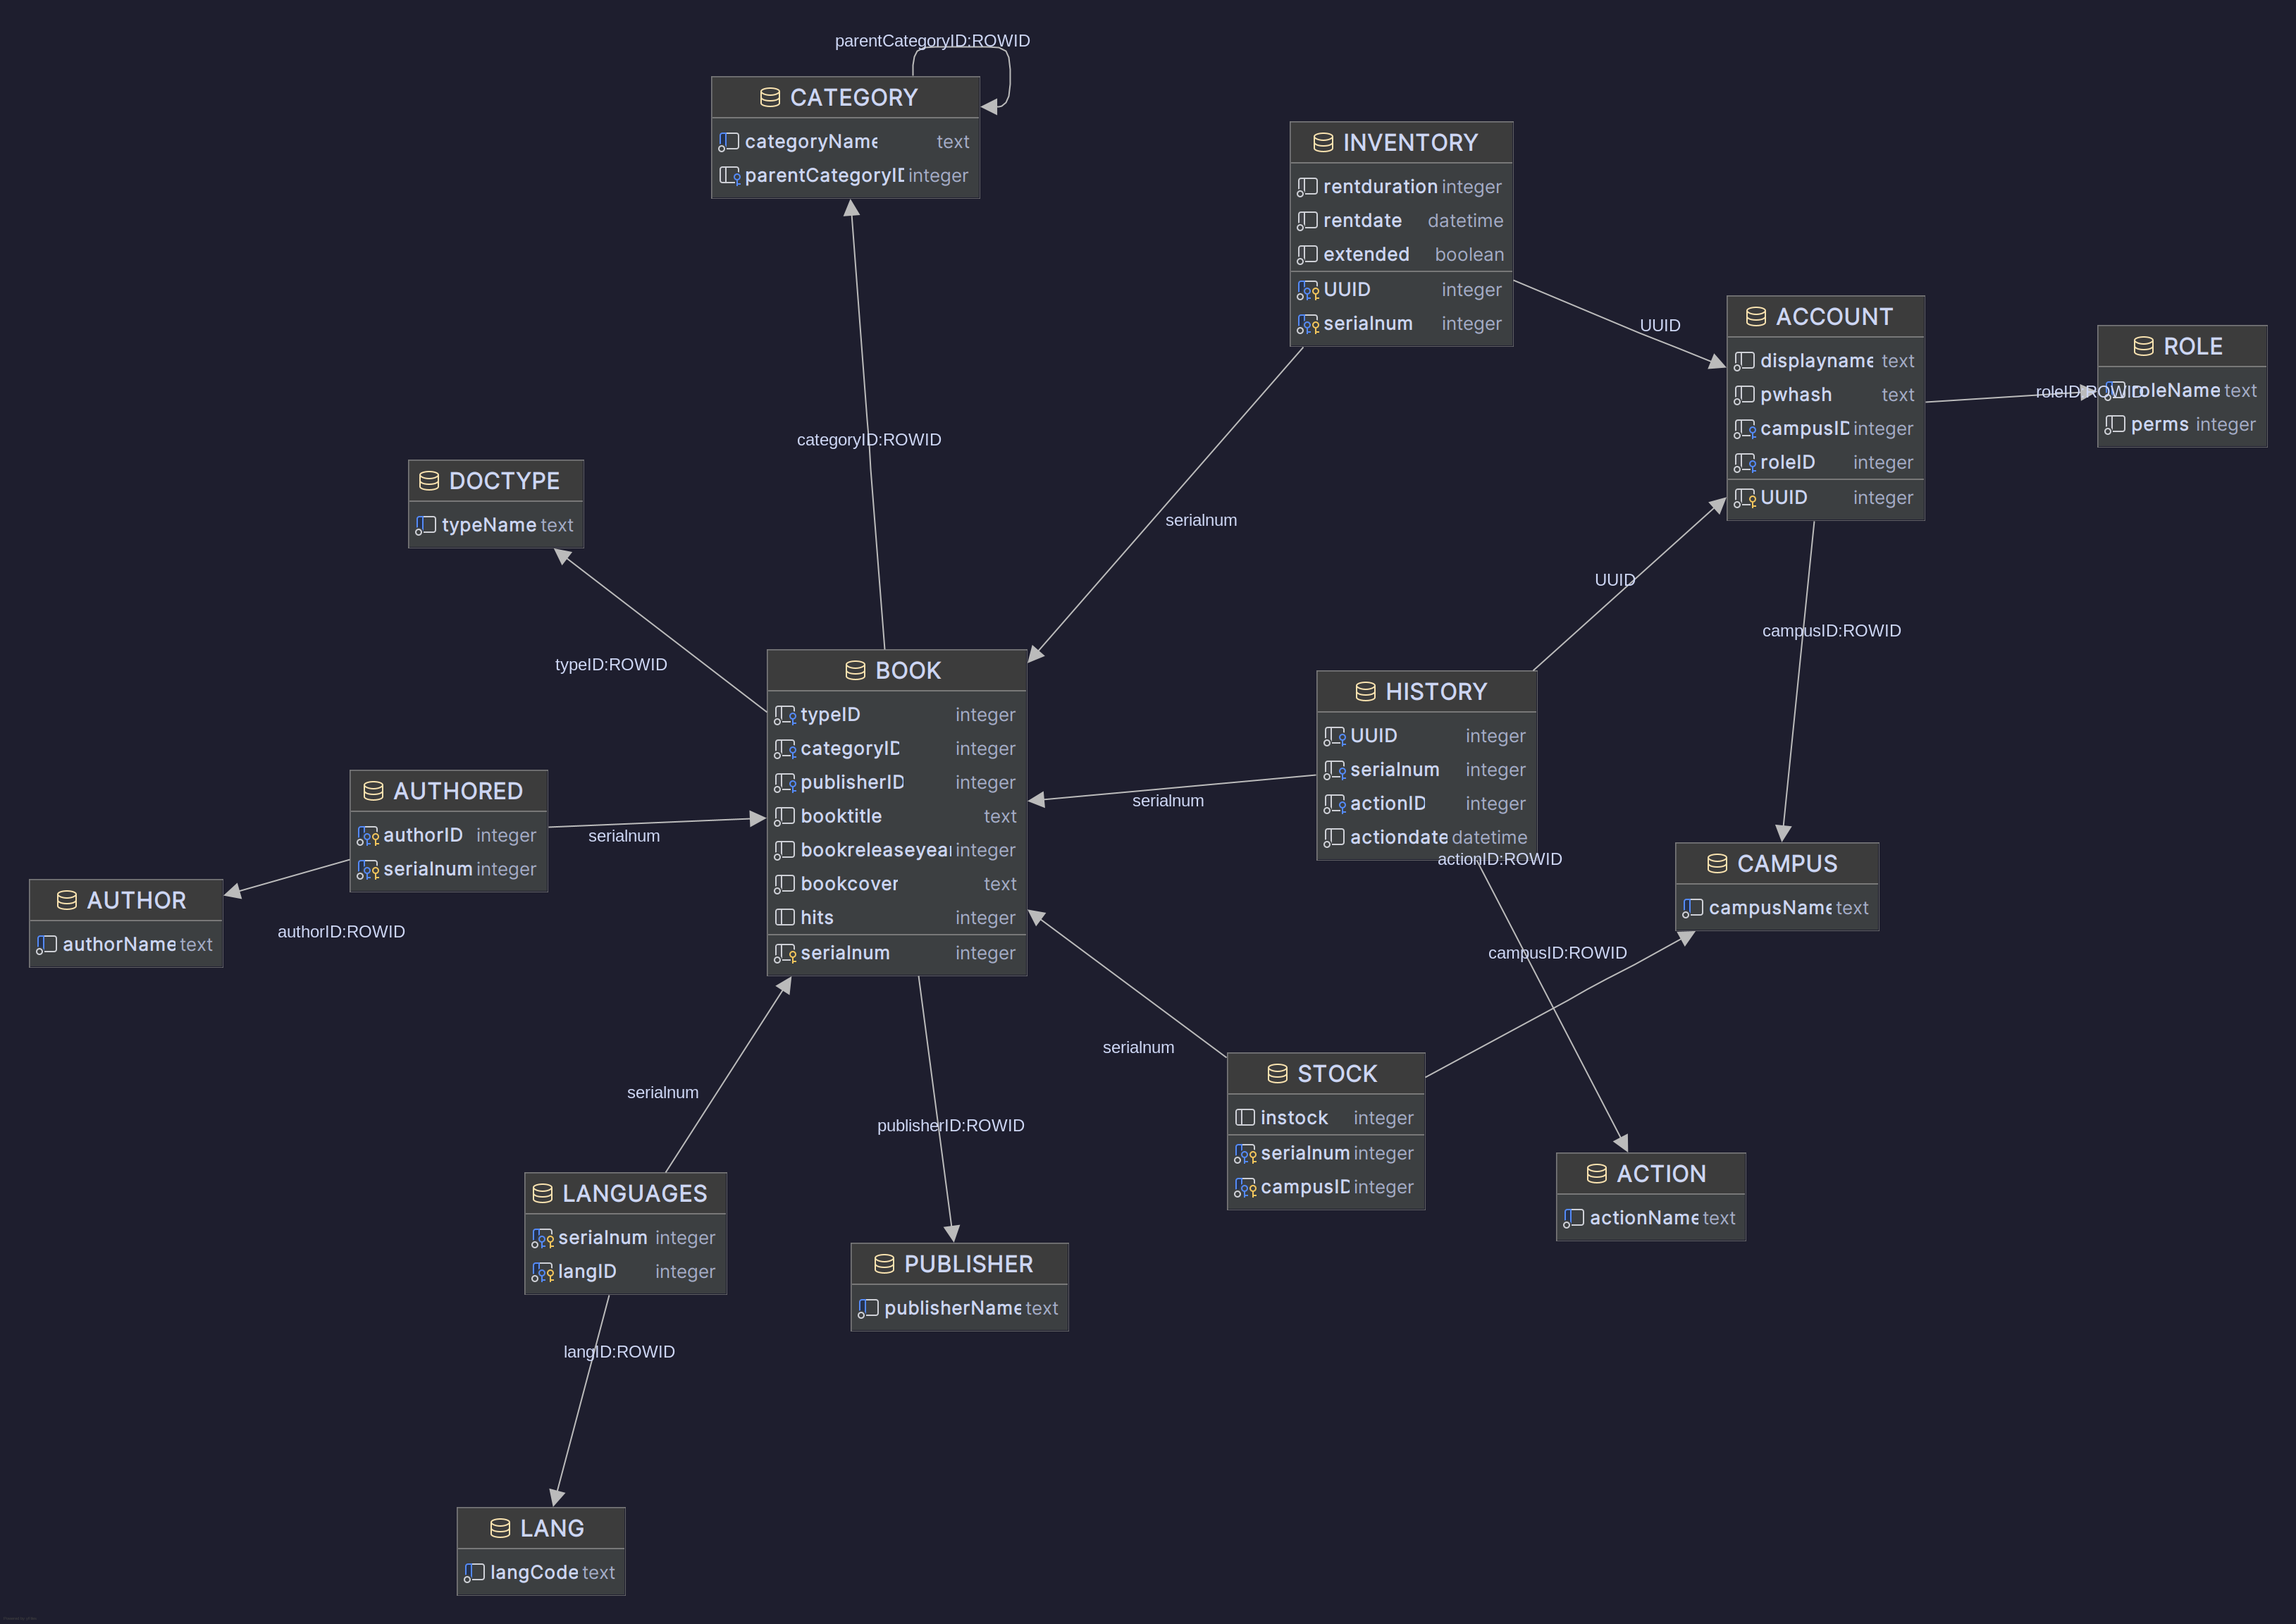 parentCategoryID:ROWID
CATEGORY
categoryName text
parentCategoryID integer
INVENTORY
rentduration integer
rentdate datetime
extended boolean
UUID integer
serialnum integer
UUID
ACCOUNT
displayname text
pwhash text
campusID integer
roleID integer
UUID integer
roleID:ROWID
ROLE
roleName text
perms integer
categoryID:ROWID
DOCTYPE
typeName text
serialnum
UUID
campusID:ROWID
typeID:ROWID
BOOK
typeID integer
categoryID integer
publisherID integer
booktitle text
bookreleaseyear integer
bookcover text
hits integer
serialnum integer
HISTORY
UUID integer
serialnum integer
actionID integer
actiondate datetime
serialnum
actionID:ROWID
AUTHORED
authorID integer
serialnum integer
serialnum
AUTHOR
authorName text
authorID:ROWID
CAMPUS
campusName text
campusID:ROWID
serialnum
STOCK
instock integer
serialnum integer
campusID integer
serialnum
publisherID:ROWID
ACTION
actionName text
LANGUAGES
serialnum integer
langID integer
PUBLISHER
publisherName text
langID:ROWID
LANG
langCode text